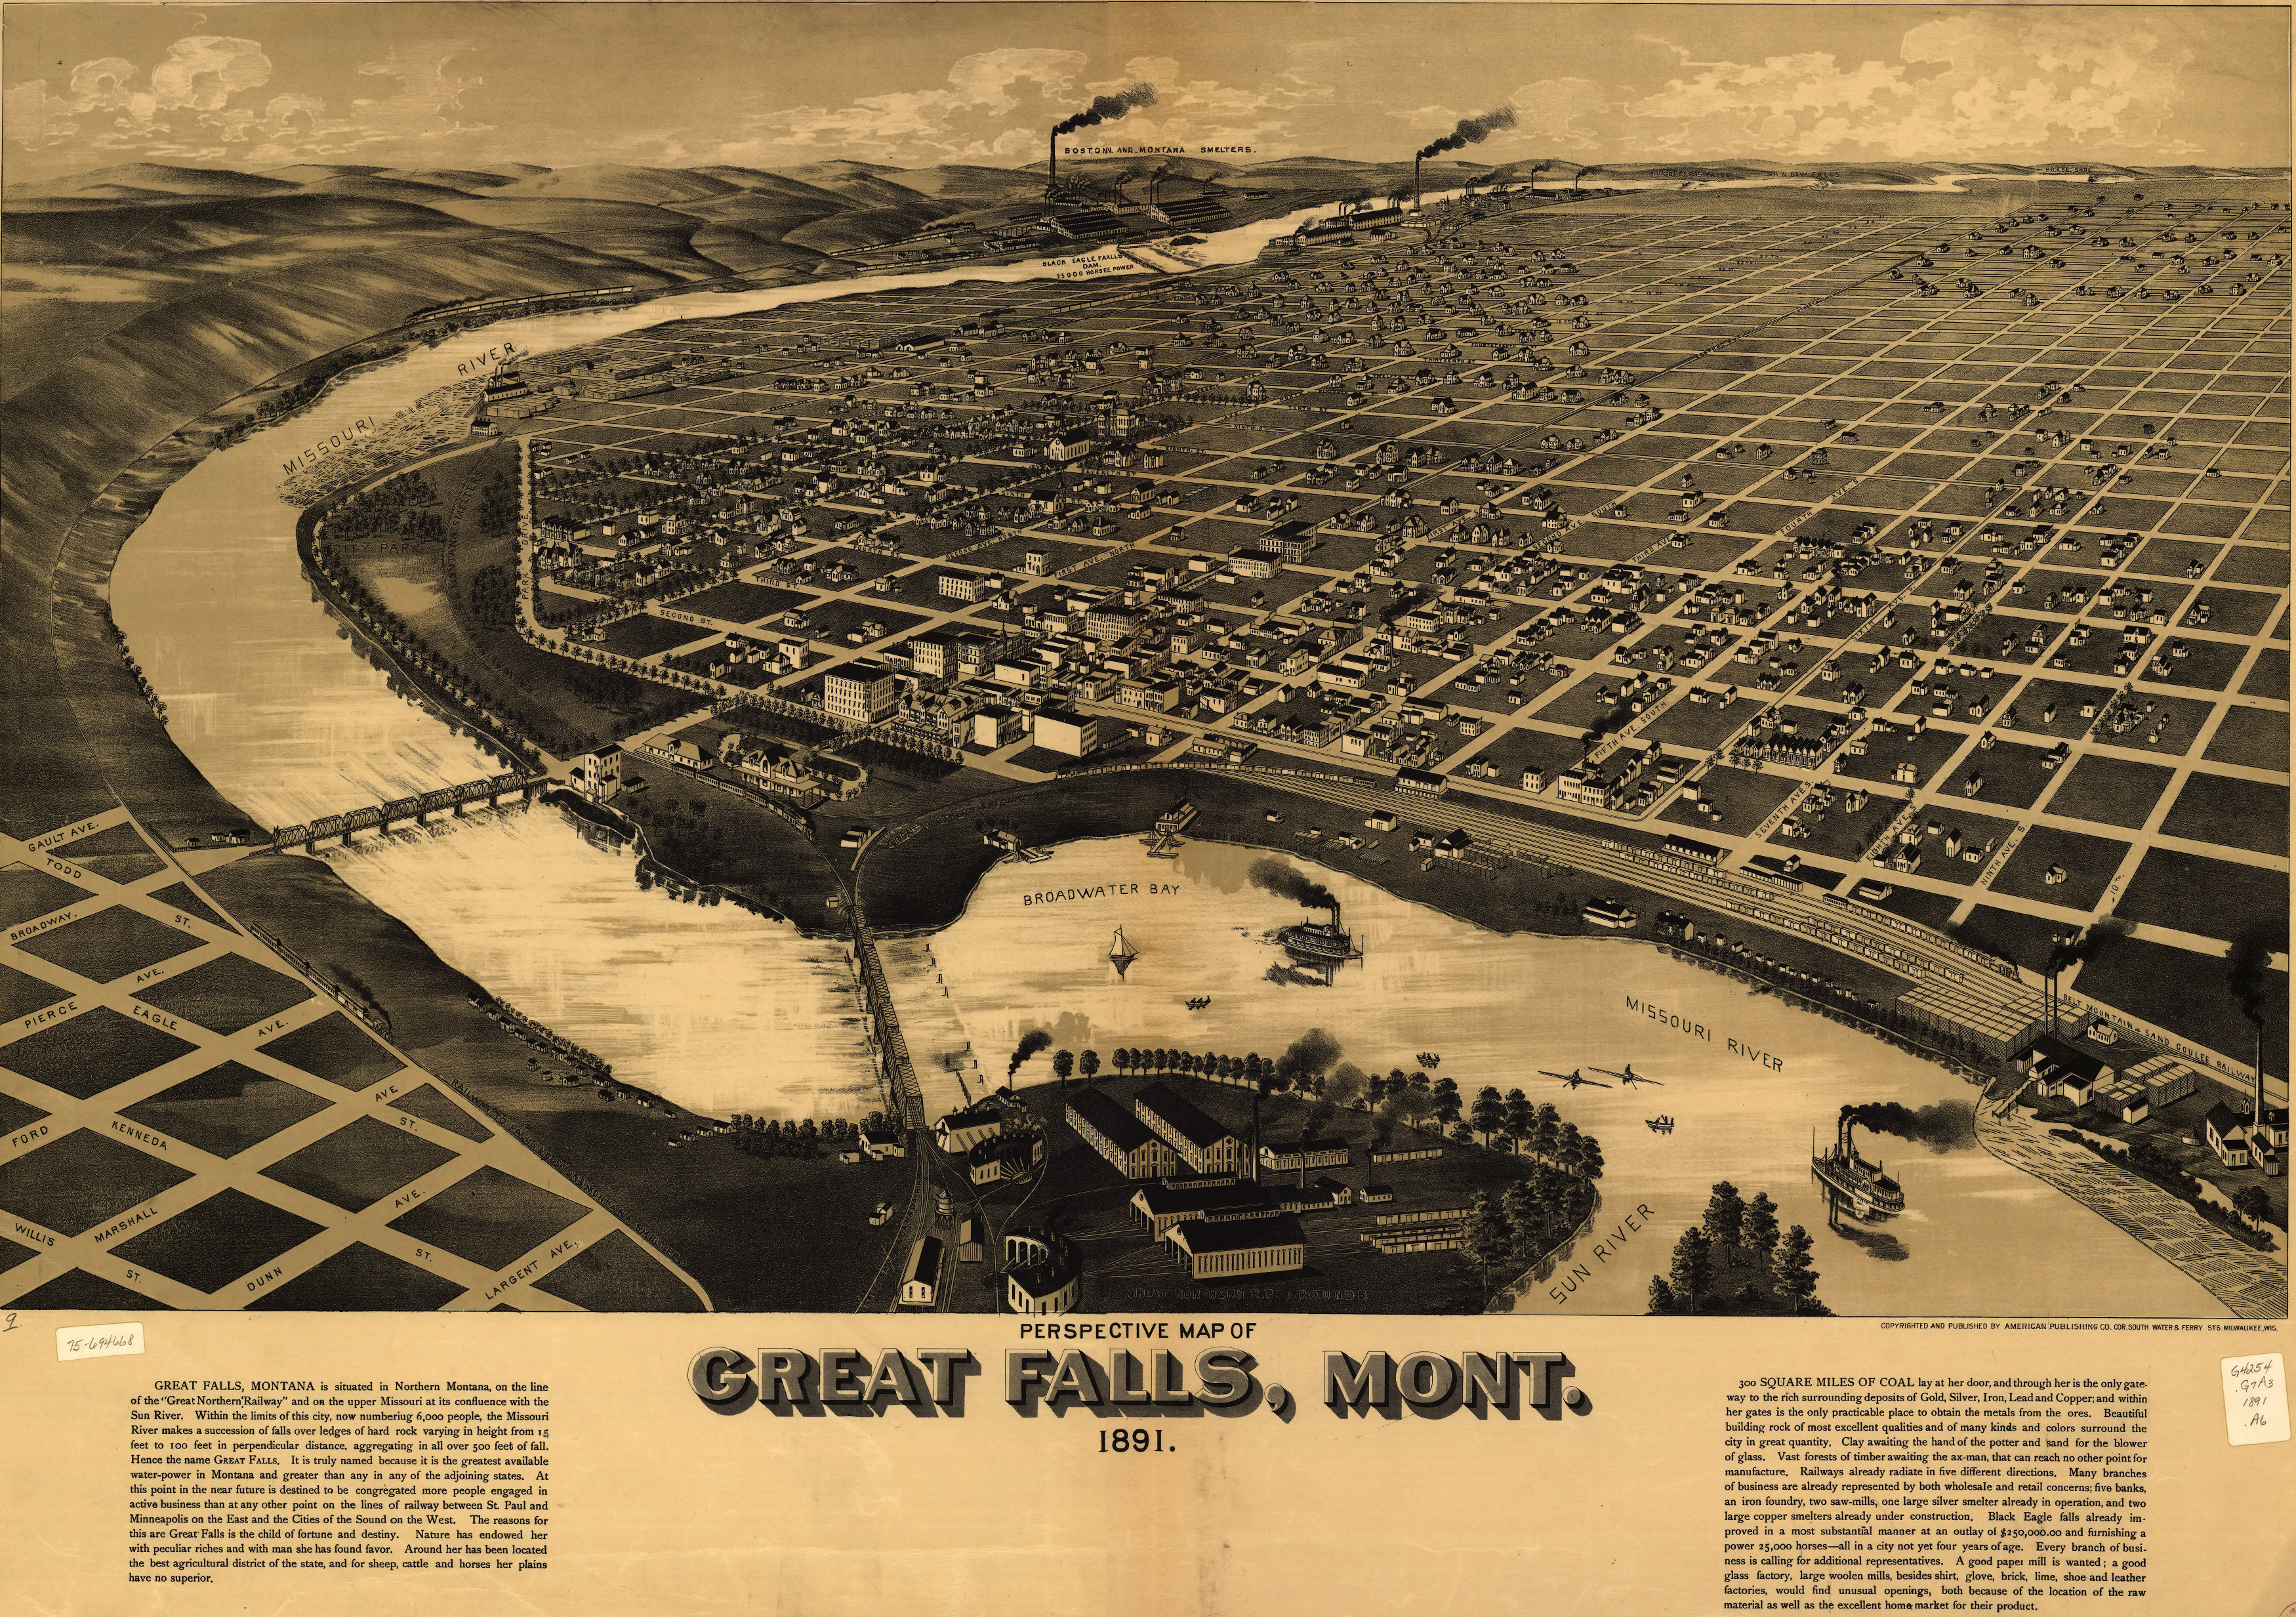 BOSTONN AND MONTANA SMELTERS.
RAINBOW FALLS
HORSE SHOE
BLACK EAGLE FAALLS
DAM.
25000 HORSEE POWER
MISSOURI RIVER
CITY PARK
PARK DRIVE
THIRD ST.
SECOND ST.
SECOND AVE. NORTH
FIRST AVE. NORTH
SECOND AVE. SOUTH
THIRD AVE.
FOURTH AVE. S.
FIFTH AVE. SOUTH
SEVENTH AVE S.
EIGHTH AVE. S.
NINTH AVE. S.
10TH
GAULT AVE.
TODD ST.
BROADWAY. AVE.
PIERCE AVE.
EAGLE AVE
ST.
FORD
KENNEDA
WILLIS ST.
MARSHALL AVE.
ST.
DUNN
LARGENT AVE.
BROADWATER BAY
MISSOURI RIVER
BELT MOUNTAIN & SAND COULEE RAILWAY
SUN RIVER
GREAT NORTHERN R.R. GROUNDS
PERSPECTIVE MAP OF
GREAT FALLS, MONT.
1891.
COPYRIGHTED AND PUBLISHED BY AMERICAN PUBLISHING CO. COR. SOUTH WATER & FERRY STS. MILWAUKEE, WIS.
9
75-694668
G4254
.G7A3
1891
.A6
GREAT FALLS, MONTANA is situated in Northern Montana, on the line
of the "Great Northern Railway" and on the upper Missouri at its confluence with the
Sun River. Within the limits of this city, now numberiug 6,000 people, the Missouri
River makes a succession of falls over ledges of hard rock varying in height from 15
feet to 100 feet in perpendicular distance, aggregating in all over 500 feet of fall.
Hence the name GREAT FALLS. It is truly named because it is the greatest available
water-power in Montana and greater than any in any of the adjoining states. At
this point in the near future is destined to be congregated more people engaged in
active business than at any other point on the lines of railway between St. Paul and
Minneapolis on the East and the Cities of the Sound on the West. The reasons for
this are Great Falls is the child of fortune and destiny. Nature has endowed her
with peculiar riches and with man she has found favor. Around her has been located
the best agricultural district of the state, and for sheep, cattle and horses her plains
have no superior.
300 SQUARE MILES OF COAL lay at her door, and through her is the only gate-
way to the rich surrounding deposits of Gold, Silver, Iron, Lead and Copper; and within
her gates is the only practicable place to obtain the metals from the ores. Beautiful
building rock of most excellent qualities and of many kinds and colors surround the
city in great quantity. Clay awaiting the hand of the potter and sand for the blower
of glass. Vast forests of timber awaiting the ax-man, that can reach no other point for
manufacture. Railways already radiate in five different directions. Many branches
of business are already represented by both wholesale and retail concerns; five banks,
an iron foundry, two saw-mills, one large silver smelter already in operation, and two
large copper smelters already under construction. Black Eagle falls already im-
proved in a most substantial manner at an outlay of $250,000.00 and furnishing a
power 25,000 horses—all in a city not yet four years of age. Every branch of busi-
ness is calling for additional representatives. A good paper mill is wanted; a good
glass factory, large woolen mills, besides shirt, glove, brick, lime, shoe and leather
factories, would find unusual openings, both because of the location of the raw
material as well as the excellent home market for their product.